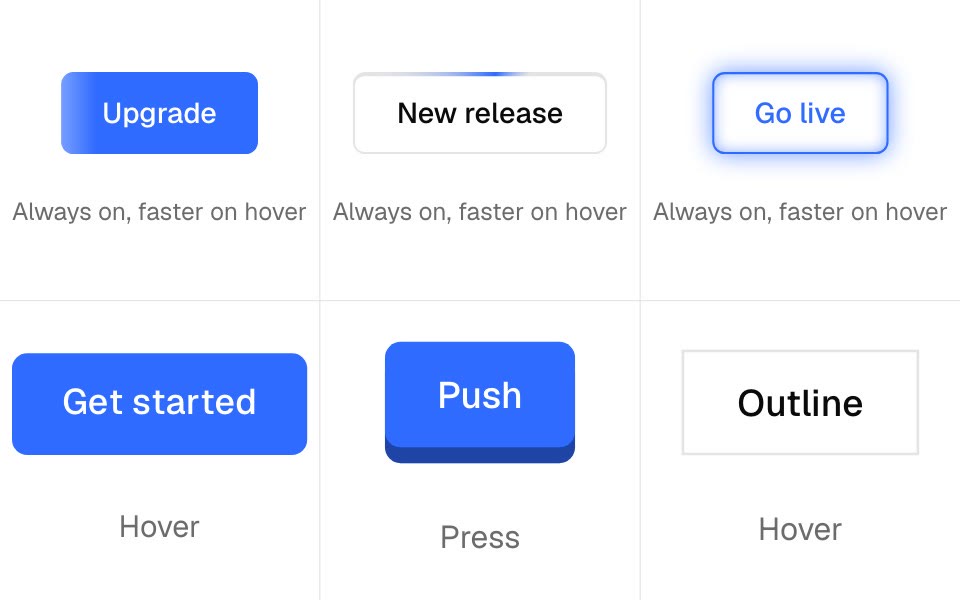 Upgrade
New release
Go live
Always on, faster on hover
Always on, faster on hover
Always on, faster on hover
Get started
Push
Outline
Hover
Press
Hover